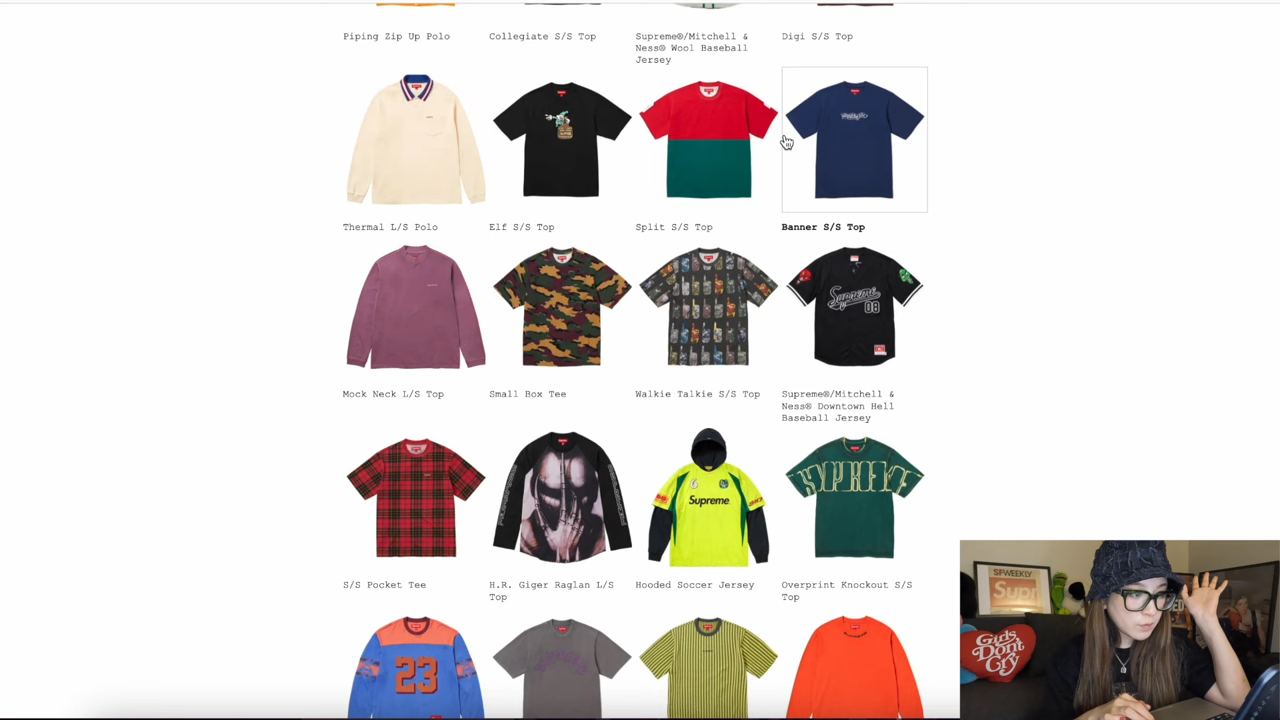 Piping Zip Up Polo
Collegiate S/S Top
Supreme®/Mitchell &
Ness® Wool Baseball
Jersey
Digi S/S Top
Thermal L/S Polo
Elf S/S Top
Split S/S Top
Banner S/S Top
Supreme
08
Mock Neck L/S Top
Small Box Tee
Walkie Talkie S/S Top
Supreme®/Mitchell &
Ness® Downtown Hell
Baseball Jersey
6
Supreme
SUPREME
S/S Pocket Tee
H.R. Giger Raglan L/S
Top
Hooded Soccer Jersey
Overprint Knockout S/S
Top
23
SFWEEKLY
Supr
Girls
Don't
Cry